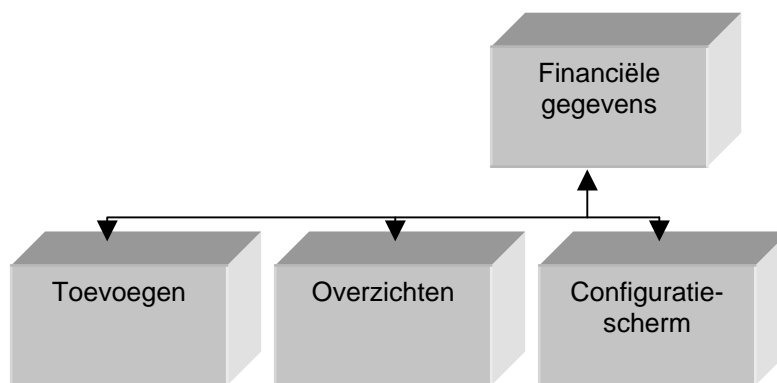 Financiële
gegevens
Toevoegen
Overzichten
Configuratie-
scherm